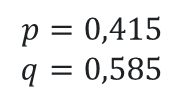 p = 0,415
q = 0,585